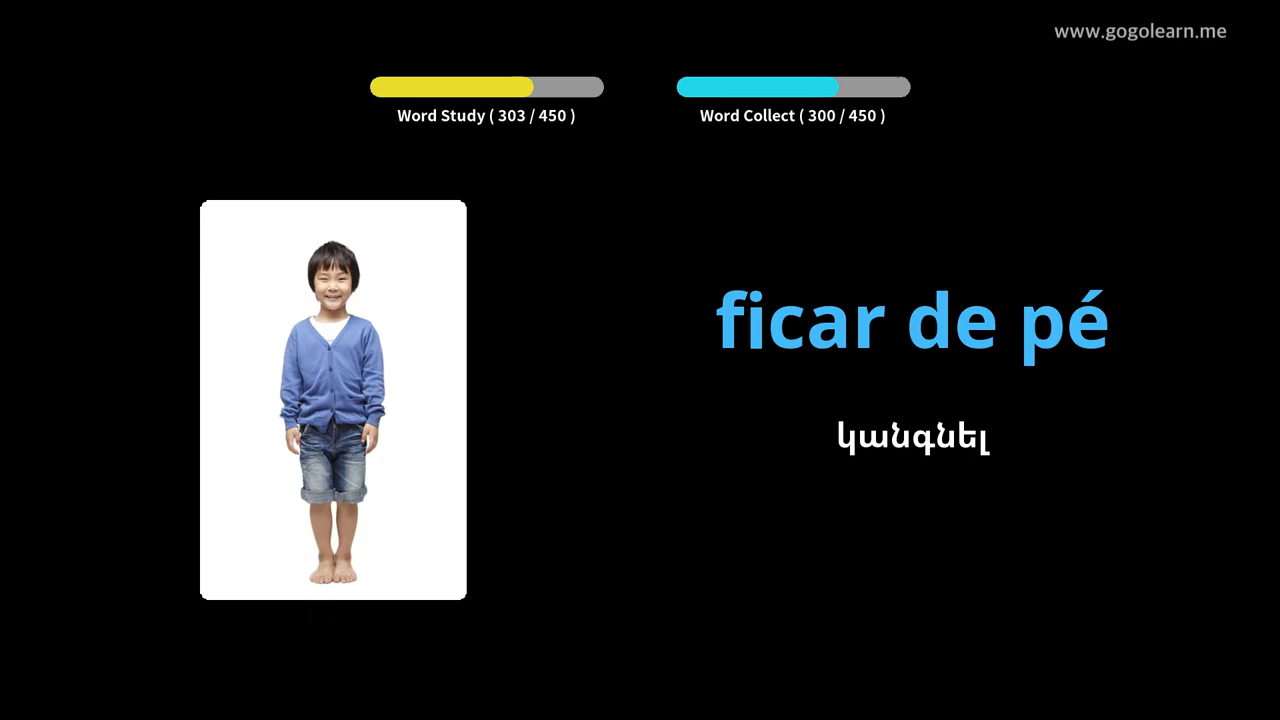 www.gogolearn.me
Word Study ( 303 / 450 )
Word Collect ( 300 / 450 )
ficar de pé
կանգնել